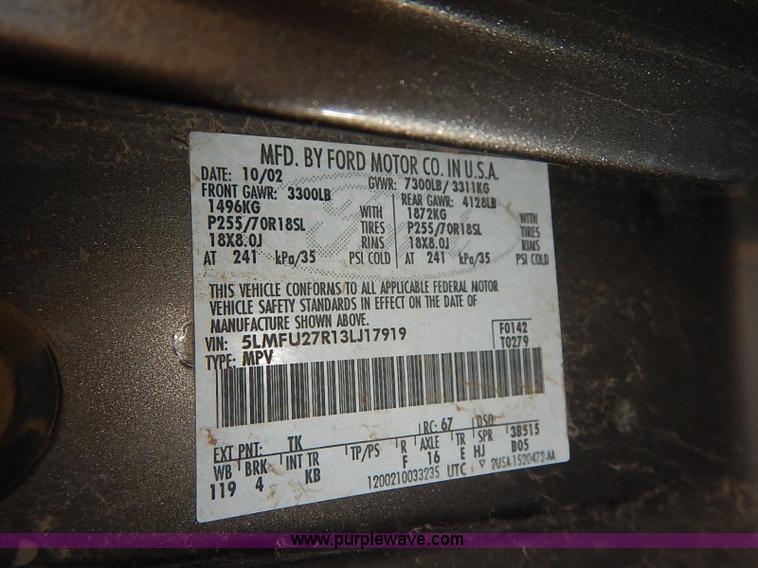 MFD. BY FORD MOTOR CO. IN U.S.A.
DATE: 10/02 GVWR: 7300LB/ 3311KG
FRONT GAWR: 3300LB REAR GAWR: 4128LB
1496KG WITH 1872KG WITH
P255/70R18SL TIRES P255/70R18SL TIRES
18X8.0J RIMS 18X8.0J RIMS
AT 241 kPa/35 PSI COLD AT 241 kPa/35 PSI COLD
THIS VEHICLE CONFORMS TO ALL APPLICABLE FEDERAL MOTOR
VEHICLE SAFETY STANDARDS IN EFFECT ON THE DATE OF
MANUFACTURE SHOWN ABOVE.
VIN: 5LMFU27R13LJ17919 F0142
TYPE: MPV T0279
EXT PNT: TK RC: 67 DSO:
WB BRK INT TR TP/PS R AXLE TR SPR 3B515
119 4 KB F 16 E HJ B05
1200210033235 UTC 2USA-1520472-AA
www.purplewave.com